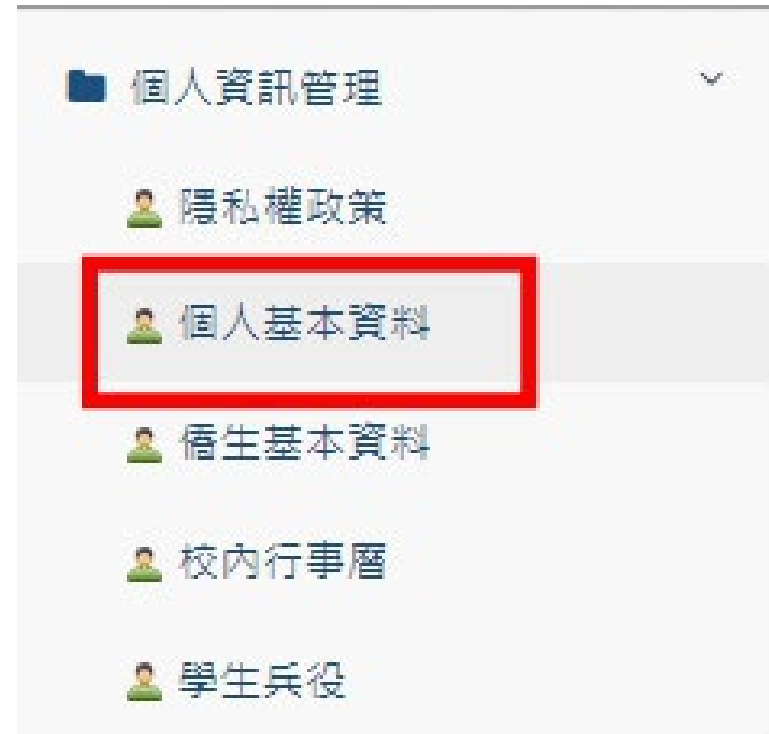 個人資訊管理
隱私權政策
個人基本資料
僑生基本資料
校內行事曆
學生兵役